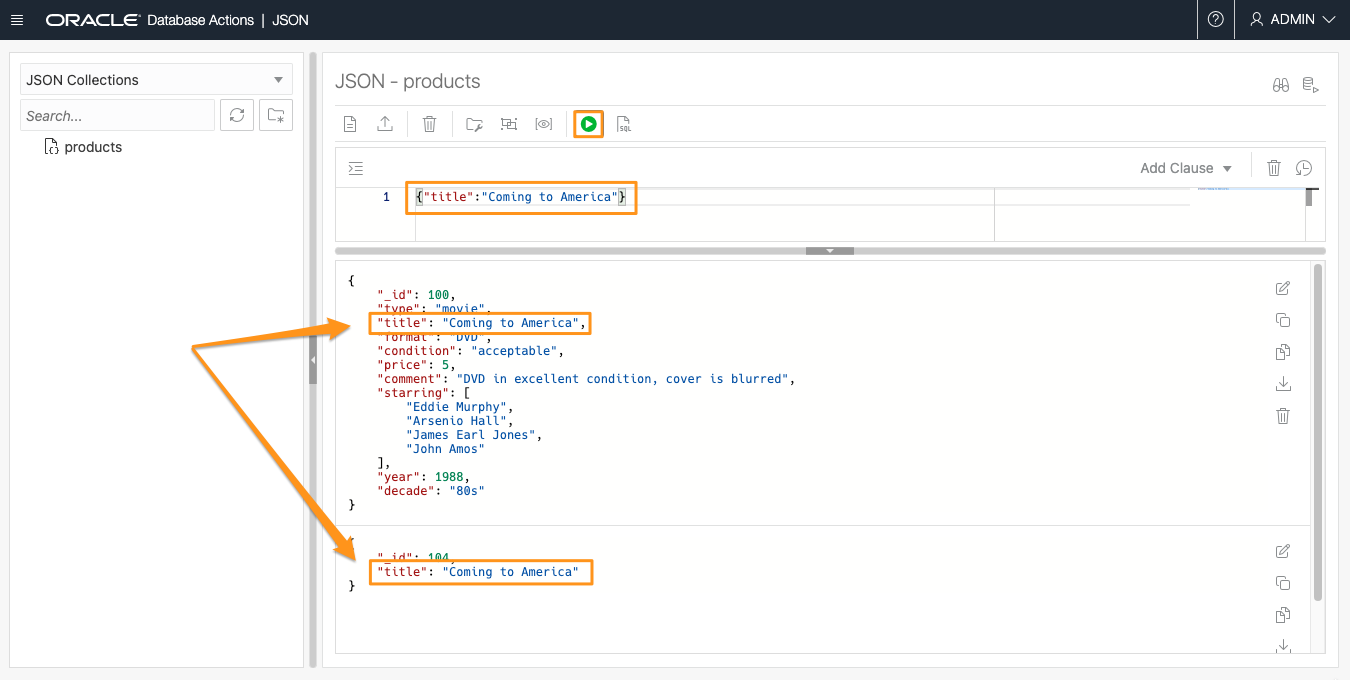 ORACLE Database Actions | JSON
ADMIN
JSON Collections
Search...
products
JSON - products
SQL
Add Clause
1 {"title":"Coming to America"}
{
"_id": 100,
"type": "movie",
"title": "Coming to America",
"format": "DVD",
"condition": "acceptable",
"price": 5,
"comment": "DVD in excellent condition, cover is blurred",
"starring": [
"Eddie Murphy",
"Arsenio Hall",
"James Earl Jones",
"John Amos"
],
"year": 1988,
"decade": "80s"
}
{
"_id": 104,
"title": "Coming to America"
}